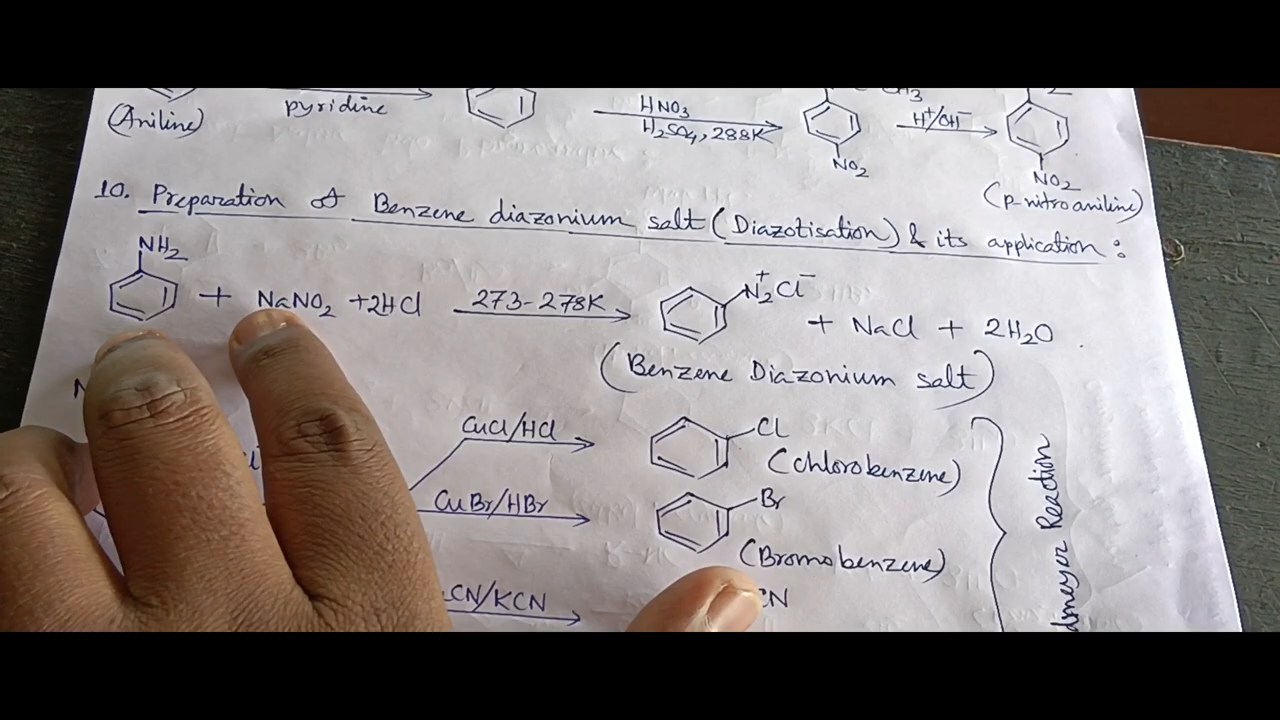 (Aniline) pyridine HNO3 H+/OH-
H2SO4, 288K
NO2 NO2
(p-nitroaniline)
10. Preparation of Benzene diazonium salt (Diazotisation) & its application :
NH2
+ NaNO2 + 2HCl 273-278K N2+Cl- + NaCl + 2H2O
(Benzene Diazonium salt)
CuCl/HCl Cl
(Chlorobenzene)
CuBr/HBr Br
(Bromobenzene)
CN/KCN CN
Reaction